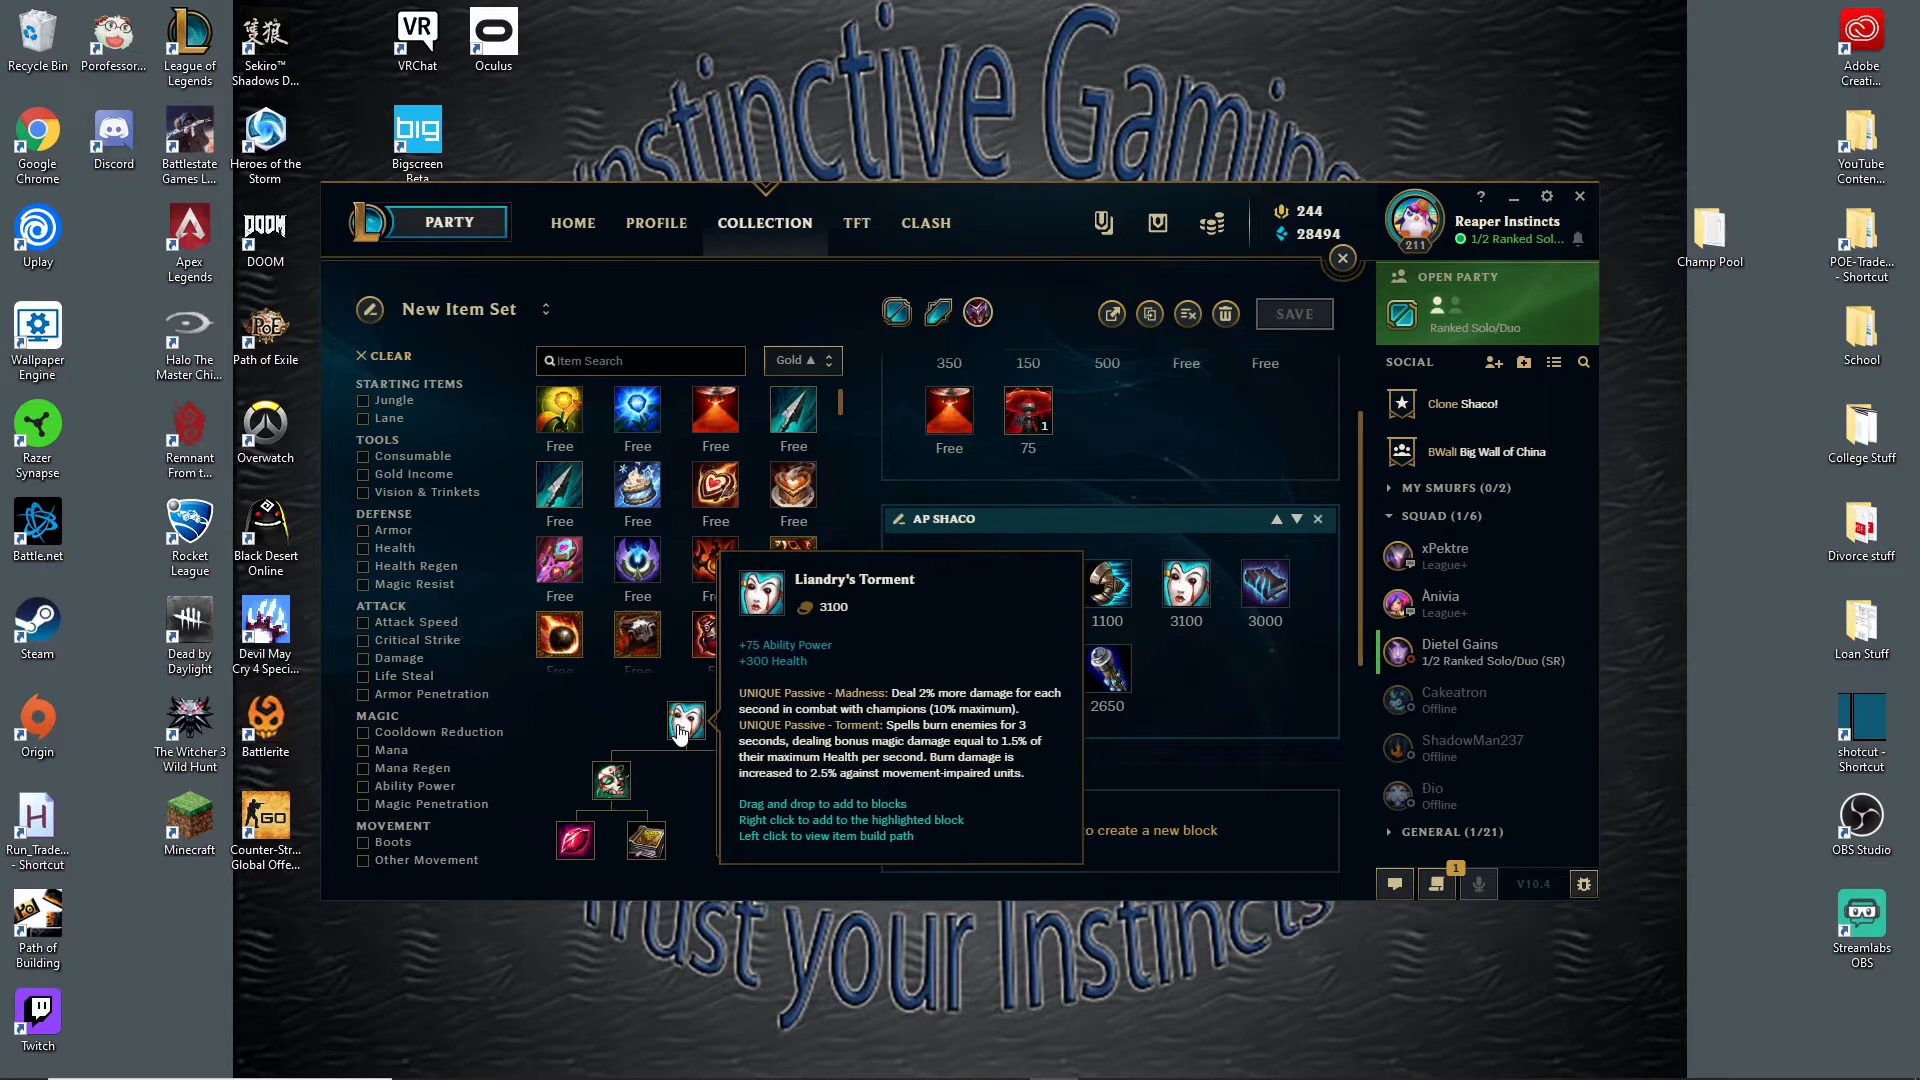 Recycle Bin
Porofessor...
League of
Legends
隻狼
Sekiro™
Shadows D...
VR
VRChat
Oculus
Adobe
Creati...
Google
Chrome
Discord
Battlestate
Games L...
Heroes of the
Storm
big
Bigscreen
Beta
YouTube
Conten...
Uplay
Apex
Legends
DOOM
DOOM
Champ Pool
POE-Trade...
- Shortcut
Wallpaper
Engine
Halo The
Master Chi...
Path of Exile
School
Razer
Synapse
Remnant
From t...
Overwatch
College Stuff
Battle.net
Rocket
League
Black Desert
Online
Divorce stuff
Steam
Dead by
Daylight
Devil May
Cry 4 Speci...
Loan Stuff
Origin
The Witcher 3
Wild Hunt
Battlerite
shotcut -
Shortcut
Run_Trade...
- Shortcut
Minecraft
Counter-Str...
Global Offe...
OBS Studio
Path of
Building
Streamlabs
OBS
Twitch
Instinctive Gaming
Trust your Instincts
PARTY
HOME
PROFILE
COLLECTION
TFT
CLASH
244
28494
211
Reaper Instincts
1/2 Ranked Sol...
New Item Set
SAVE
CLEAR
Item Search
Gold ▲
STARTING ITEMS
Jungle
Lane
TOOLS
Consumable
Gold Income
Vision & Trinkets
DEFENSE
Armor
Health
Health Regen
Magic Resist
ATTACK
Attack Speed
Critical Strike
Damage
Life Steal
Armor Penetration
MAGIC
Cooldown Reduction
Mana
Mana Regen
Ability Power
Magic Penetration
MOVEMENT
Boots
Other Movement
Free Free Free Free
Free Free Free Free
Free Free
Free Free
350 150 500 Free Free
1
Free 75
AP SHACO
1100 3100 3000
2650
Liandry's Torment
3100
+75 Ability Power
+300 Health
UNIQUE Passive - Madness: Deal 2% more damage for each
second in combat with champions (10% maximum).
UNIQUE Passive - Torment: Spells burn enemies for 3
seconds, dealing bonus magic damage equal to 1.5% of
their maximum Health per second. Burn damage is
increased to 2.5% against movement-impaired units.
Drag and drop to add to blocks
Right click to add to the highlighted block
Left click to view item build path
o create a new block
OPEN PARTY
Ranked Solo/Duo
SOCIAL
Clone Shaco!
BWali Big Wall of China
MY SMURFS (0/2)
SQUAD (1/6)
xPektre
League+
Ànivia
League+
Dietel Gains
1/2 Ranked Solo/Duo (SR)
Cakeatron
Offline
ShadowMan237
Offline
Đio
Offline
GENERAL (1/21)
1
V10.4